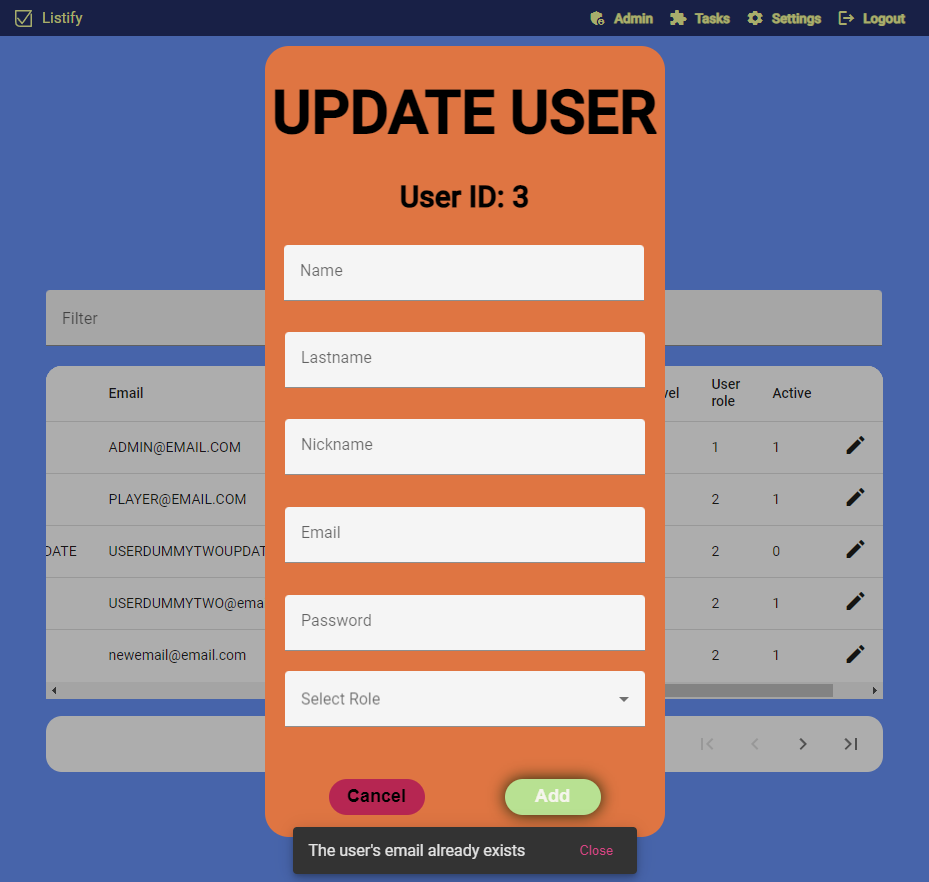 Listify
Admin
Tasks
Settings
Logout
UPDATE USER
User ID: 3
Name
Lastname
Nickname
Email
Password
Select Role
Cancel
Add
The user's email already exists
Close
Filter
Email
vel
User
role
Active
ADMIN@EMAIL.COM
1
1
PLAYER@EMAIL.COM
2
1
DATE
USERDUMMYTWOUPDAT
2
0
USERDUMMYTWO@ema
2
1
newemail@email.com
2
1